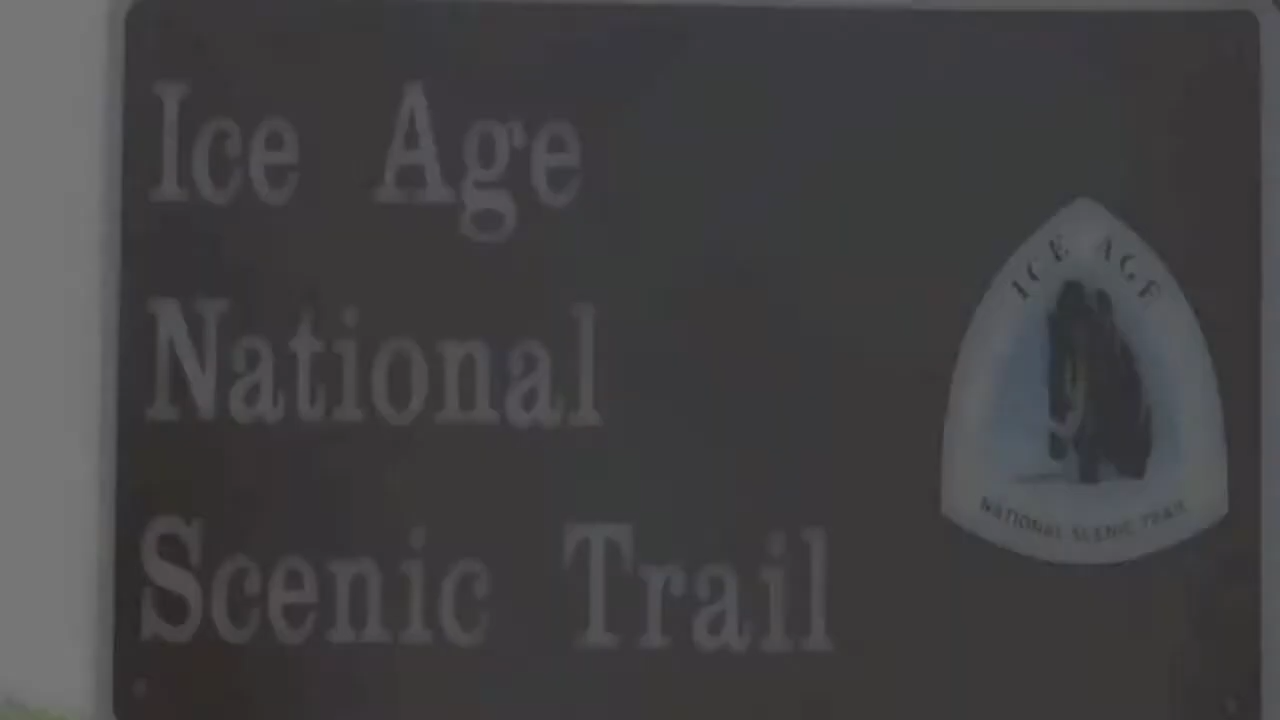 Ice Age
National
Scenic Trail
ICE AGE
NATIONAL SCENIC TRAIL